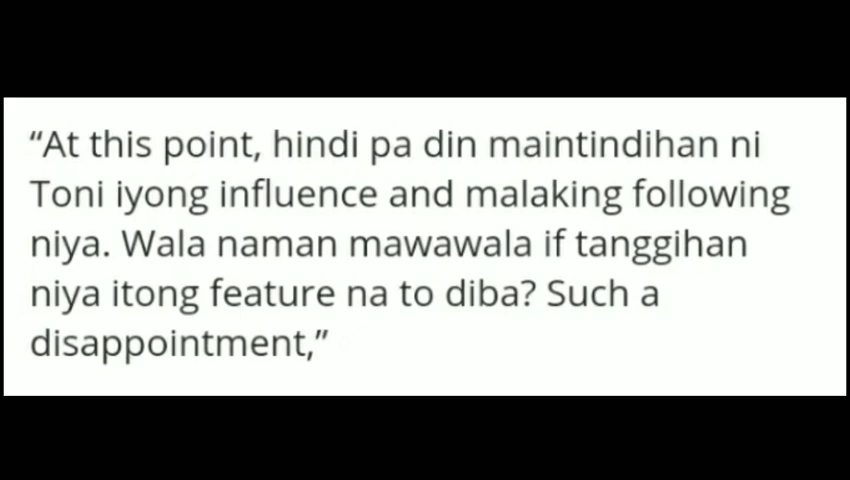 “At this point, hindi pa din maintindihan ni
Toni iyong influence and malaking following
niya. Wala naman mawawala if tanggihan
niya itong feature na to diba? Such a
disappointment,”